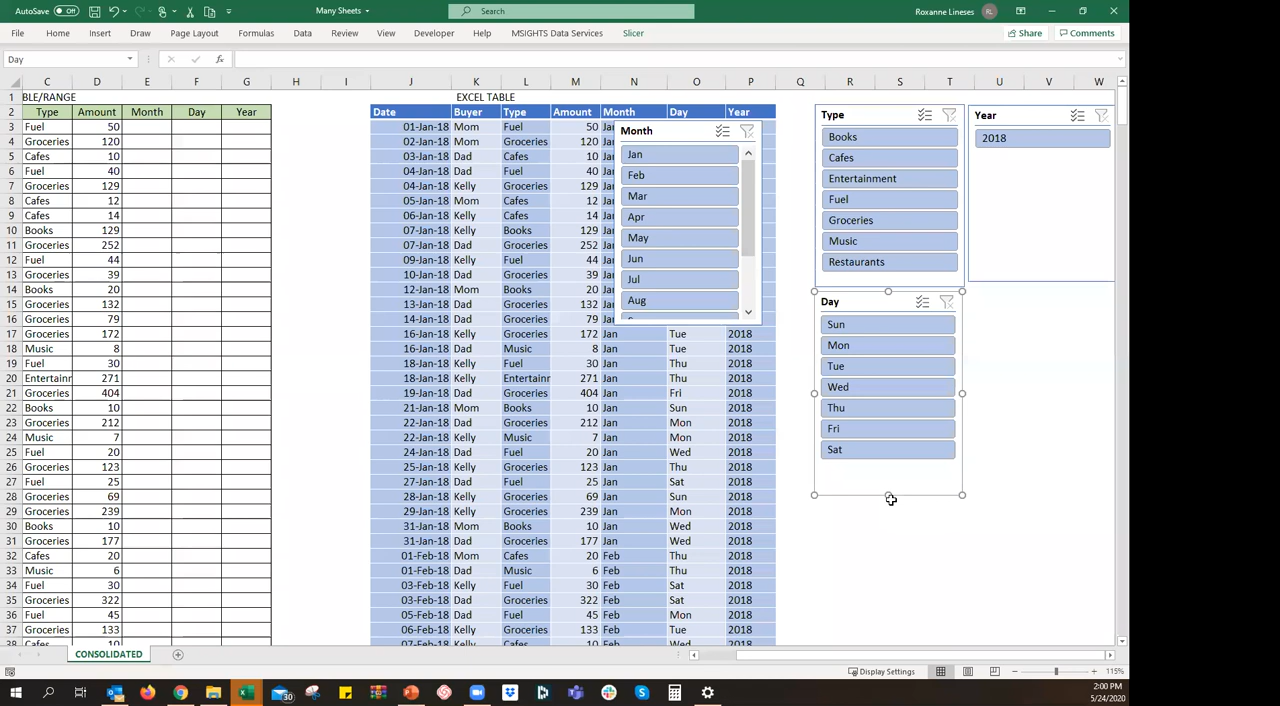 AutoSave Off Many Sheets Search Roxanne Lineses RL
File Home Insert Draw Page Layout Formulas Data Review View Developer Help MSIGHTS Data Services Slicer Share Comments
Day fx
C D E F G H I J K L M N O P Q R S T U V W
1 BLE/RANGE EXCEL TABLE
2 Type Amount Month Day Year Date Buyer Type Amount Month Day Year
3 Fuel 50 01-Jan-18 Mom Fuel 50
4 Groceries 120 02-Jan-18 Mom Groceries 120
5 Cafes 10 03-Jan-18 Dad Cafes 10
6 Fuel 40 04-Jan-18 Dad Fuel 40
7 Groceries 129 04-Jan-18 Kelly Groceries 129
8 Cafes 12 05-Jan-18 Mom Cafes 12
9 Cafes 14 06-Jan-18 Kelly Cafes 14
10 Books 129 07-Jan-18 Kelly Books 129
11 Groceries 252 07-Jan-18 Dad Groceries 252
12 Fuel 44 09-Jan-18 Kelly Fuel 44
13 Groceries 39 10-Jan-18 Dad Groceries 39
14 Books 20 12-Jan-18 Mom Books 20
15 Groceries 132 13-Jan-18 Dad Groceries 132
16 Groceries 79 14-Jan-18 Dad Groceries 79
17 Groceries 172 16-Jan-18 Kelly Groceries 172 Jan Tue 2018
18 Music 8 16-Jan-18 Dad Music 8 Jan Tue 2018
19 Fuel 30 18-Jan-18 Kelly Fuel 30 Jan Thu 2018
20 Entertainr 271 18-Jan-18 Kelly Entertainr 271 Jan Thu 2018
21 Groceries 404 19-Jan-18 Dad Groceries 404 Jan Fri 2018
22 Books 10 21-Jan-18 Mom Books 10 Jan Sun 2018
23 Groceries 212 22-Jan-18 Dad Groceries 212 Jan Mon 2018
24 Music 7 22-Jan-18 Kelly Music 7 Jan Mon 2018
25 Fuel 20 24-Jan-18 Dad Fuel 20 Jan Wed 2018
26 Groceries 123 25-Jan-18 Kelly Groceries 123 Jan Thu 2018
27 Fuel 25 27-Jan-18 Dad Fuel 25 Jan Sat 2018
28 Groceries 69 28-Jan-18 Kelly Groceries 69 Jan Sun 2018
29 Groceries 239 29-Jan-18 Kelly Groceries 239 Jan Mon 2018
30 Books 10 31-Jan-18 Mom Books 10 Jan Wed 2018
31 Groceries 177 31-Jan-18 Dad Groceries 177 Jan Wed 2018
32 Cafes 20 01-Feb-18 Mom Cafes 20 Feb Thu 2018
33 Music 6 01-Feb-18 Dad Music 6 Feb Thu 2018
34 Fuel 30 03-Feb-18 Kelly Fuel 30 Feb Sat 2018
35 Groceries 322 03-Feb-18 Dad Groceries 322 Feb Sat 2018
36 Fuel 45 05-Feb-18 Dad Fuel 45 Feb Mon 2018
37 Groceries 133 06-Feb-18 Kelly Groceries 133 Feb Tue 2018
38 Cafes 10 07-Feb-18 Kelly Cafes 10 Feb Wed 2018
Month
Jan
Feb
Mar
Apr
May
Jun
Jul
Aug
Type
Books
Cafes
Entertainment
Fuel
Groceries
Music
Restaurants
Year
2018
Day
Sun
Mon
Tue
Wed
Thu
Fri
Sat
CONSOLIDATED
Display Settings 115%
30
2:00 PM
5/24/2020